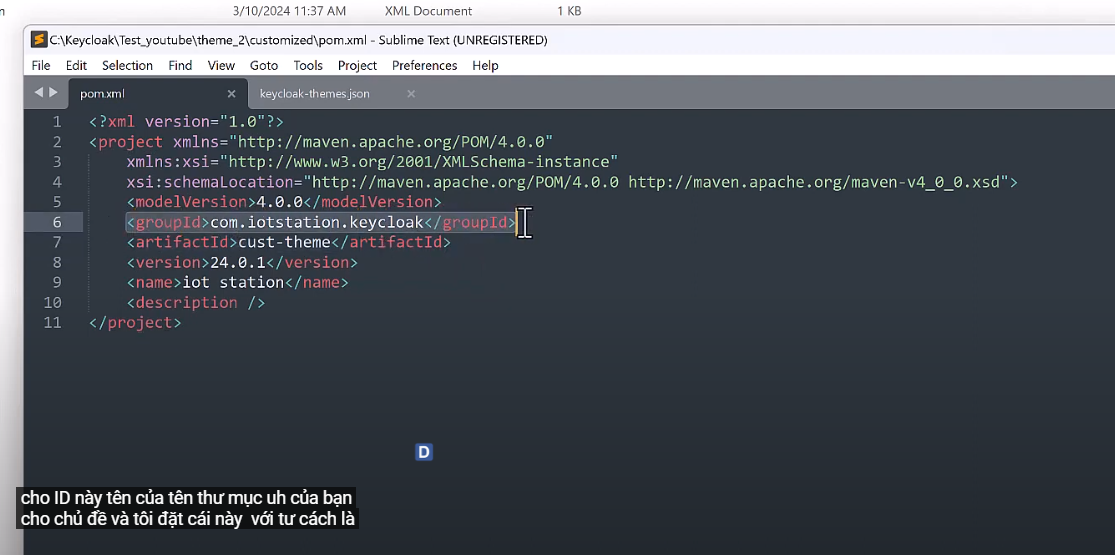 n 3/10/2024 11:37 AM XML Document 1 KB
C:\Keycloak\Test_youtube\theme_2\customized\pom.xml - Sublime Text (UNREGISTERED)
File Edit Selection Find View Goto Tools Project Preferences Help
pom.xml × keycloak-themes.json ×
1 <?xml version="1.0"?>
2 <project xmlns="http://maven.apache.org/POM/4.0.0"
3 xmlns:xsi="http://www.w3.org/2001/XMLSchema-instance"
4 xsi:schemaLocation="http://maven.apache.org/POM/4.0.0 http://maven.apache.org/maven-v4_0_0.xsd">
5 <modelVersion>4.0.0</modelVersion>
6 <groupId>com.iotstation.keycloak</groupId>
7 <artifactId>cust-theme</artifactId>
8 <version>24.0.1</version>
9 <name>iot station</name>
10 <description />
11 </project>
D
cho ID này tên của tên thư mục uh của bạn
cho chủ đề và tôi đặt cái này với tư cách là